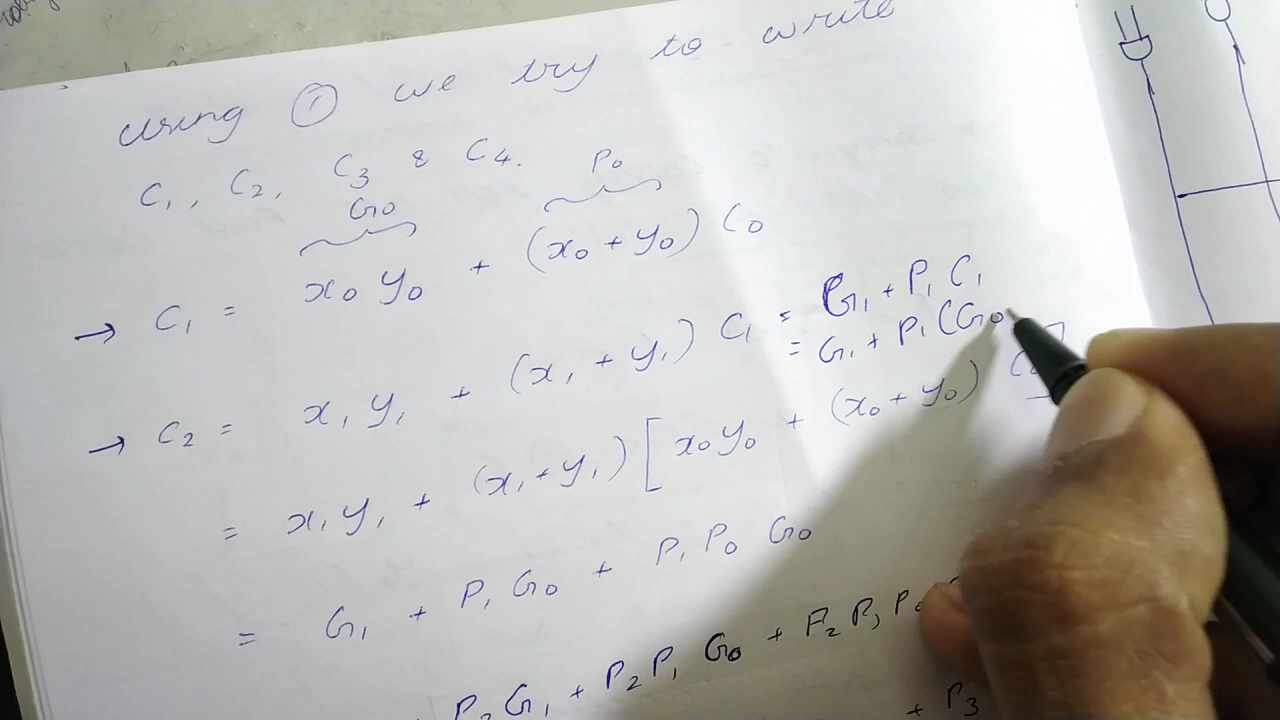 using ① we try to write
C₁, C₂, C₃ & C₄.
G₀ P₀
→ C₁ = x₀ y₀ + (x₀ + y₀) C₀
→ C₂ = x₁ y₁ + (x₁ + y₁) C₁ = G₁ + P₁ C₁
= G₁ + P₁ (G₀
= x₁ y₁ + (x₁ + y₁) [ x₀ y₀ + (x₀ + y₀) C₀ ]
= G₁ + P₁ G₀ + P₁ P₀ G₀
P₂ G₁ + P₂ P₁ G₀ + P₂ P₁ P₀
+ P₃